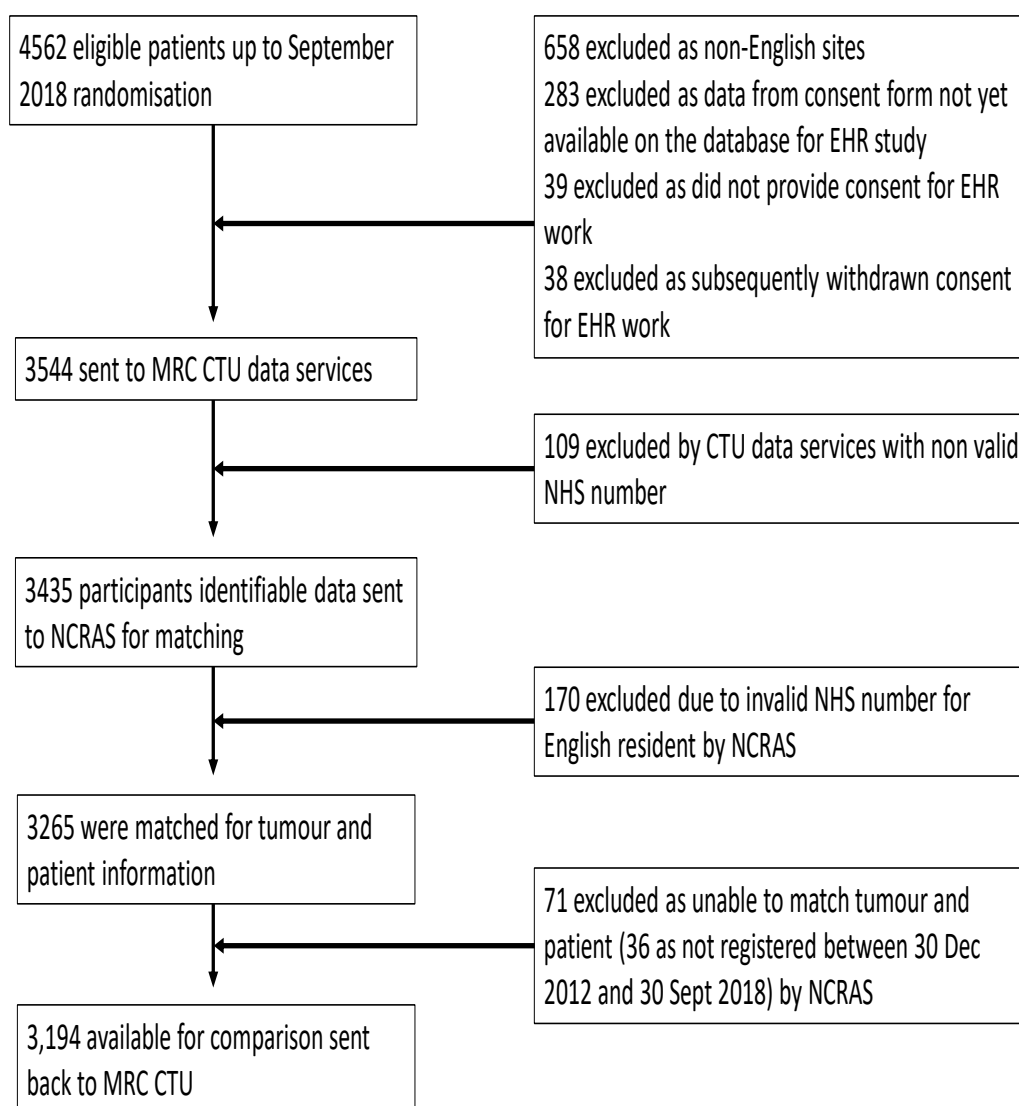 4562 eligible patients up to September
2018 randomisation
658 excluded as non-English sites
283 excluded as data from consent form not yet
available on the database for EHR study
39 excluded as did not provide consent for EHR
work
38 excluded as subsequently withdrawn consent
for EHR work
3544 sent to MRC CTU data services
109 excluded by CTU data services with non valid
NHS number
3435 participants identifiable data sent
to NCRAS for matching
170 excluded due to invalid NHS number for
English resident by NCRAS
3265 were matched for tumour and
patient information
71 excluded as unable to match tumour and
patient (36 as not registered between 30 Dec
2012 and 30 Sept 2018) by NCRAS
3,194 available for comparison sent
back to MRC CTU